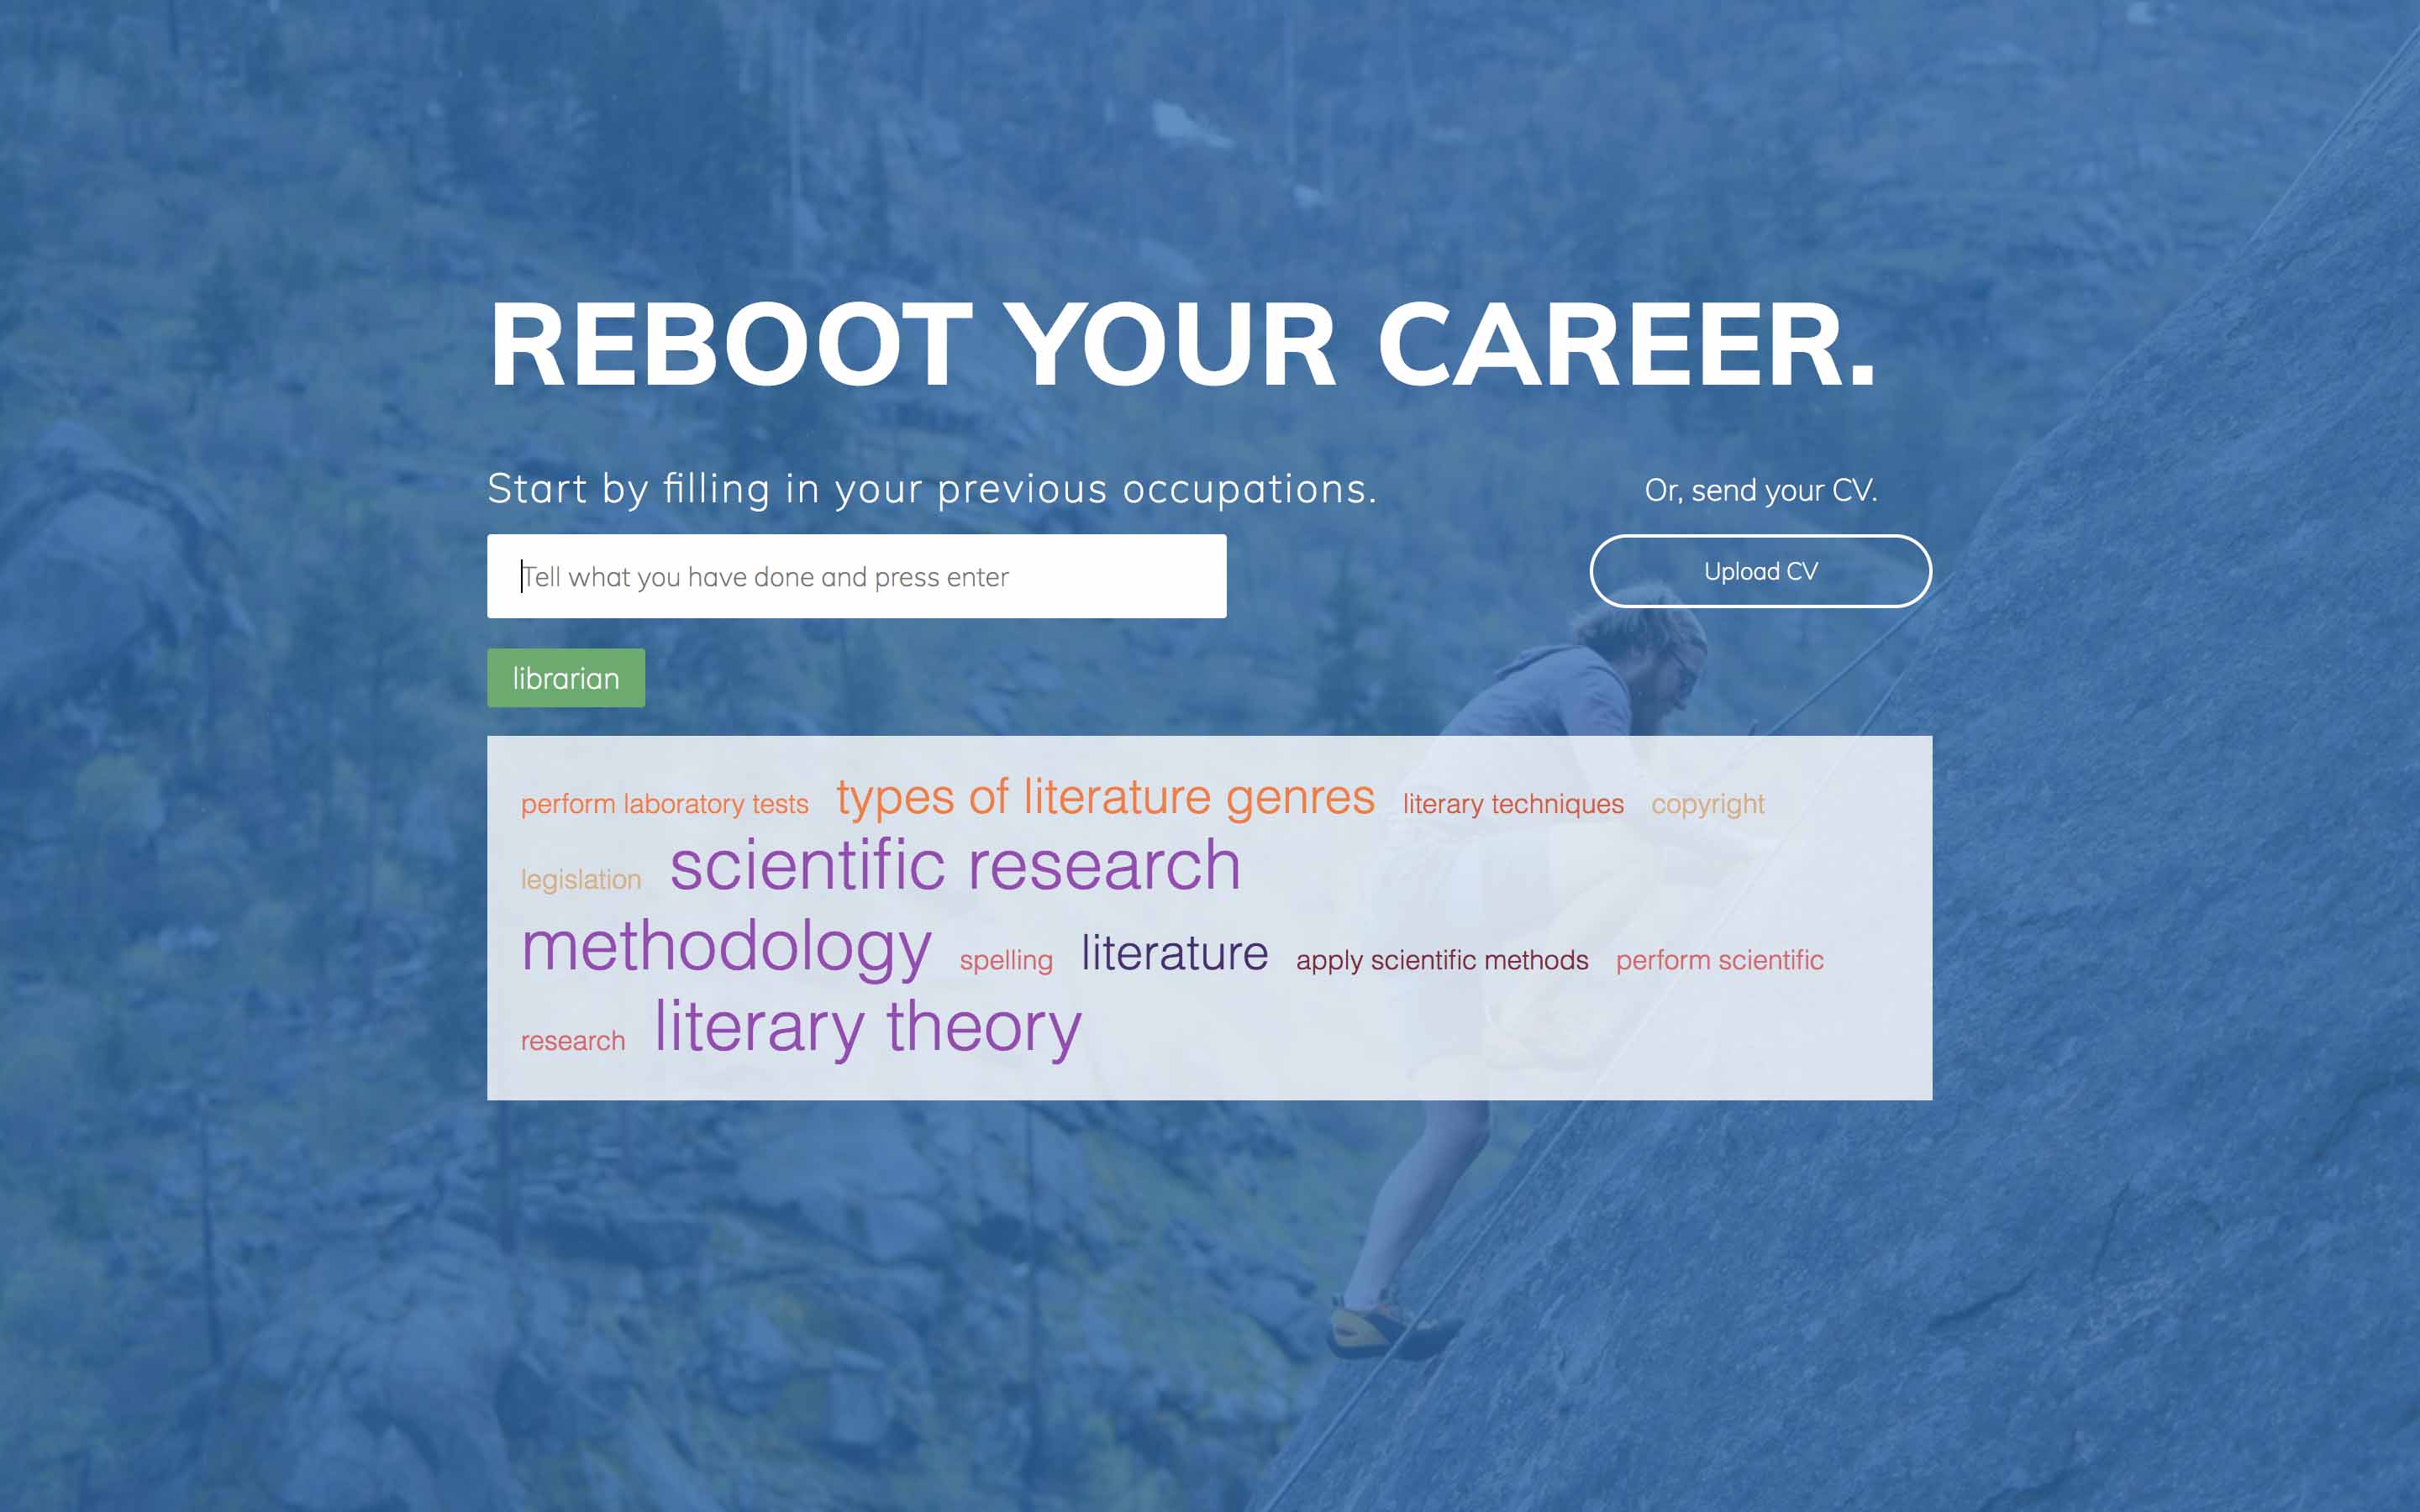 REBOOT YOUR CAREER.
Start by filling in your previous occupations.
Or, send your CV.
Tell what you have done and press enter
Upload CV
librarian
perform laboratory tests types of literature genres literary techniques copyright
legislation scientific research
methodology spelling literature apply scientific methods perform scientific
research literary theory